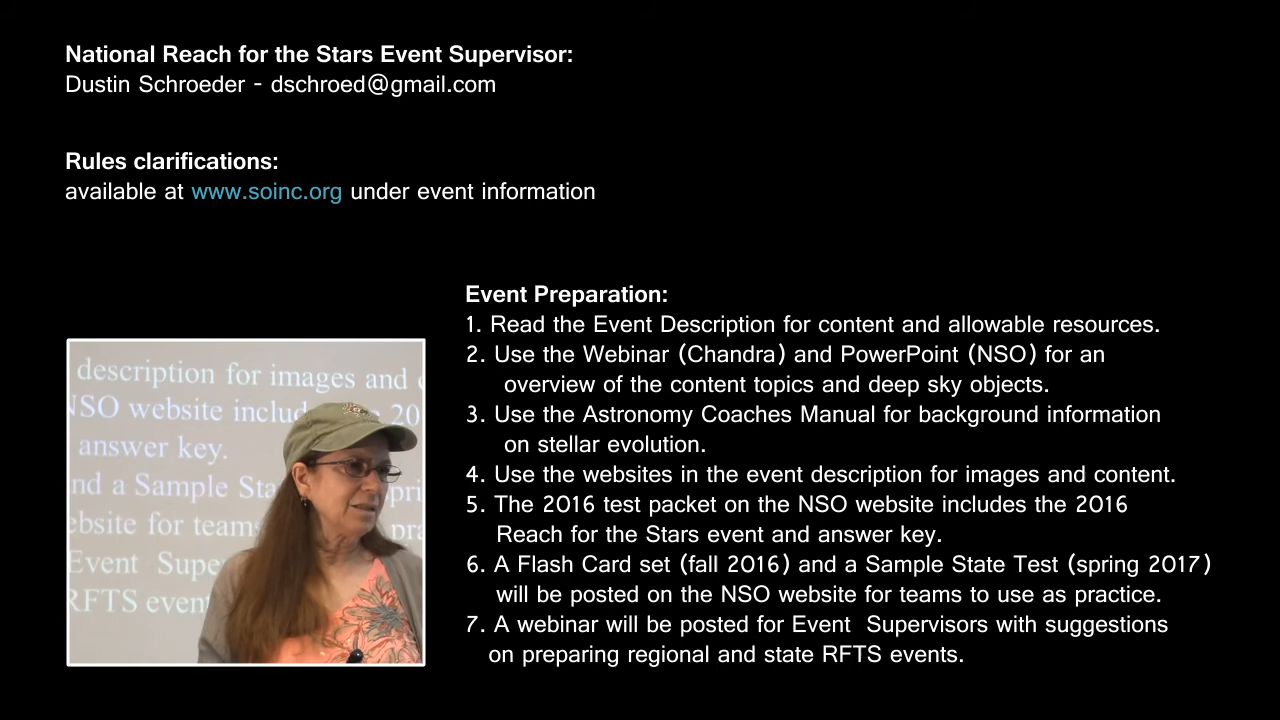 National Reach for the Stars Event Supervisor:
Dustin Schroeder - dschroed@gmail.com
Rules clarifications:
available at www.soinc.org under event information
Event Preparation:
1. Read the Event Description for content and allowable resources.
2. Use the Webinar (Chandra) and PowerPoint (NSO) for an
overview of the content topics and deep sky objects.
3. Use the Astronomy Coaches Manual for background information
on stellar evolution.
4. Use the websites in the event description for images and content.
5. The 2016 test packet on the NSO website includes the 2016
Reach for the Stars event and answer key.
6. A Flash Card set (fall 2016) and a Sample State Test (spring 2017)
will be posted on the NSO website for teams to use as practice.
7. A webinar will be posted for Event  Supervisors with suggestions
on preparing regional and state RFTS events.
description for images and
NSO website includ 20
answer key.
nd a Sample Sta pri
ebsite for teams pra
Event Supe
RFTS event